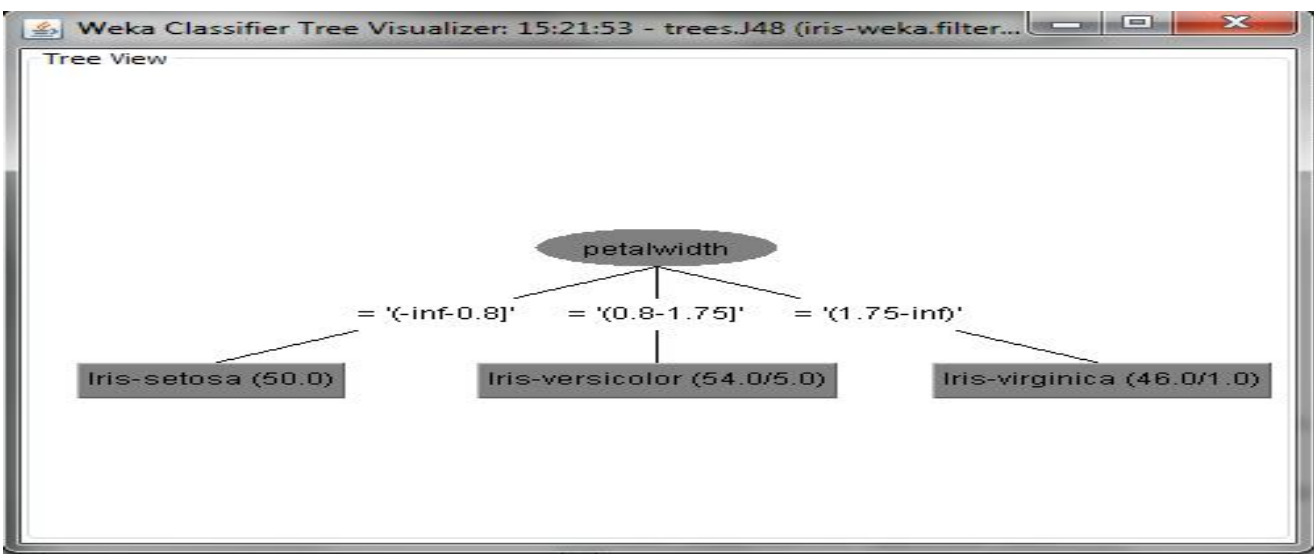 Weka Classifier Tree Visualizer: 15:21:53 - trees.J48 (iris-weka.filter...
Tree View
petalwidth
= '(-inf-0.8]' = '(0.8-1.75]' = '(1.75-inf)'
Iris-setosa (50.0) Iris-versicolor (54.0/5.0) Iris-virginica (46.0/1.0)